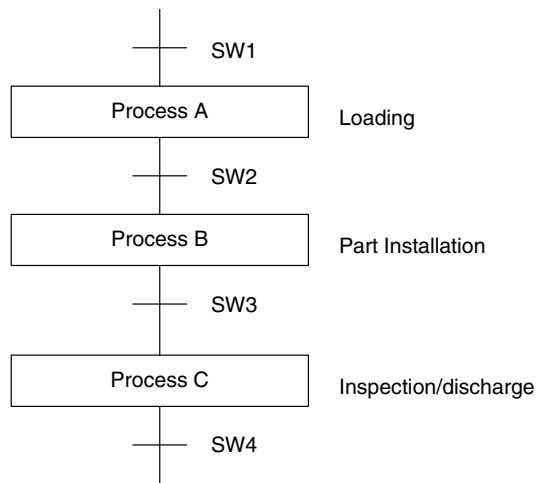 SW1
Process A
Loading
SW2
Process B
Part Installation
SW3
Process C
Inspection/discharge
SW4